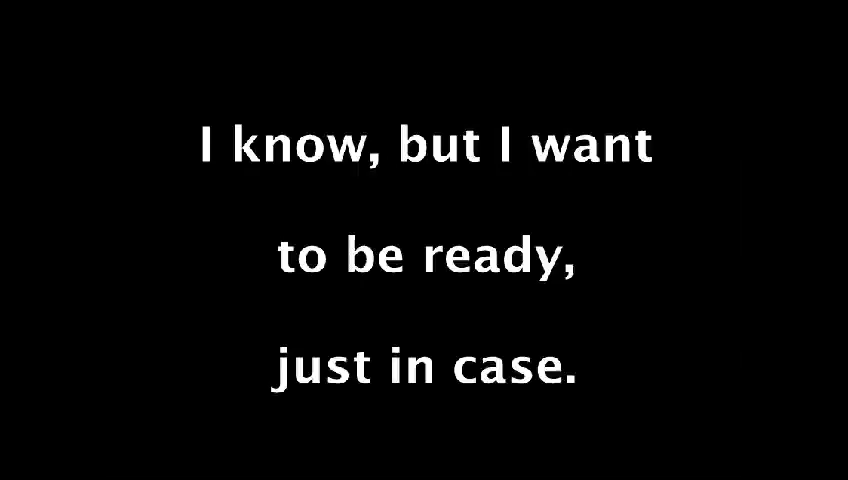 I know, but I want
to be ready,
just in case.